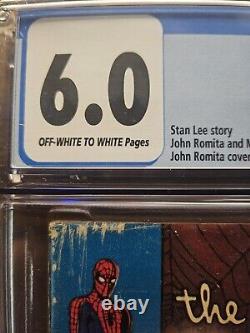 6.0
OFF-WHITE TO WHITE Pages
Stan Lee story
John Romita and
John Romita cover
the